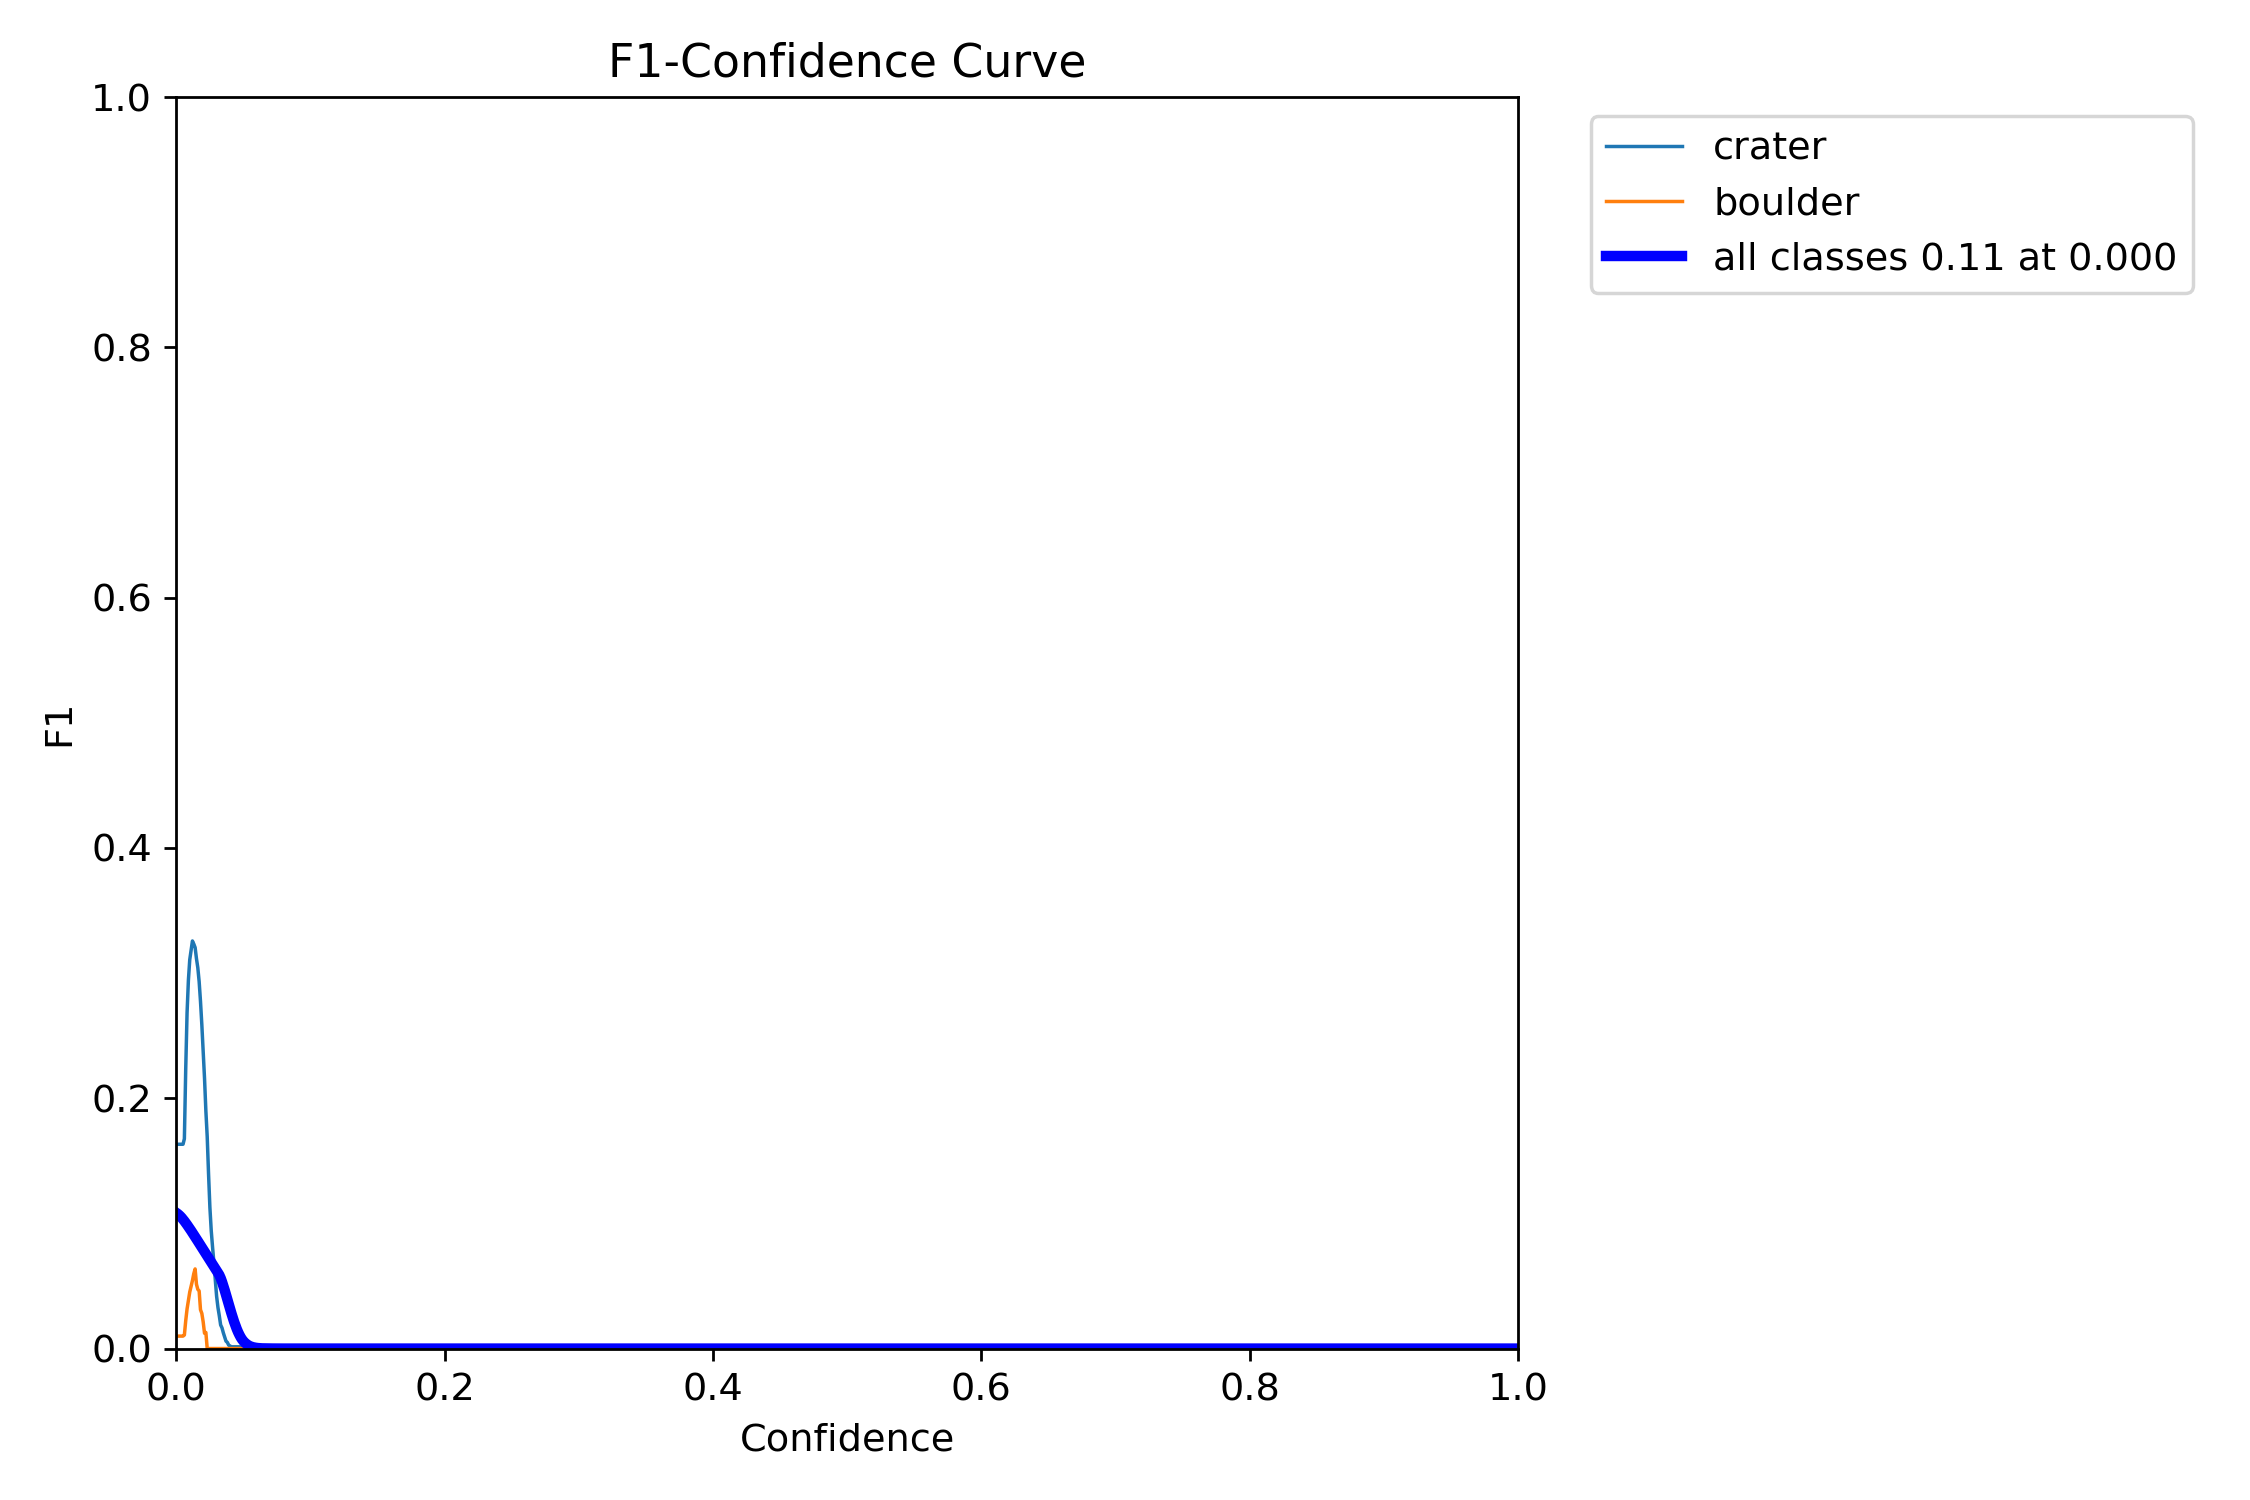 F1-Confidence Curve
1.0
0.8
0.6
0.4
0.2
0.0
F1
0.0 0.2 0.4 0.6 0.8 1.0
Confidence
crater
boulder
all classes 0.11 at 0.000